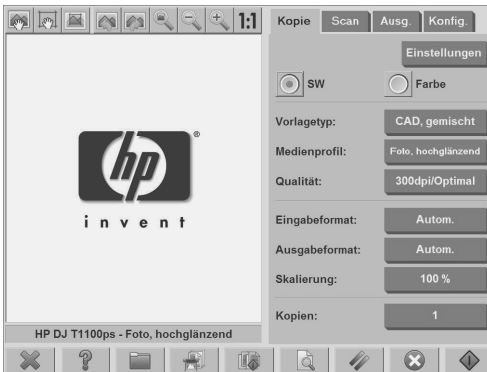 1:1
Kopie Scan Ausg. Konfig.
Einstellungen
SW Farbe
Vorlagetyp: CAD, gemischt
Medienprofil: Foto, hochglänzend
Qualität: 300dpi/Optimal
Eingabeformat: Autom.
Ausgabeformat: Autom.
Skalierung: 100 %
Kopien: 1
hp ®
invent
HP DJ T1100ps - Foto, hochglänzend